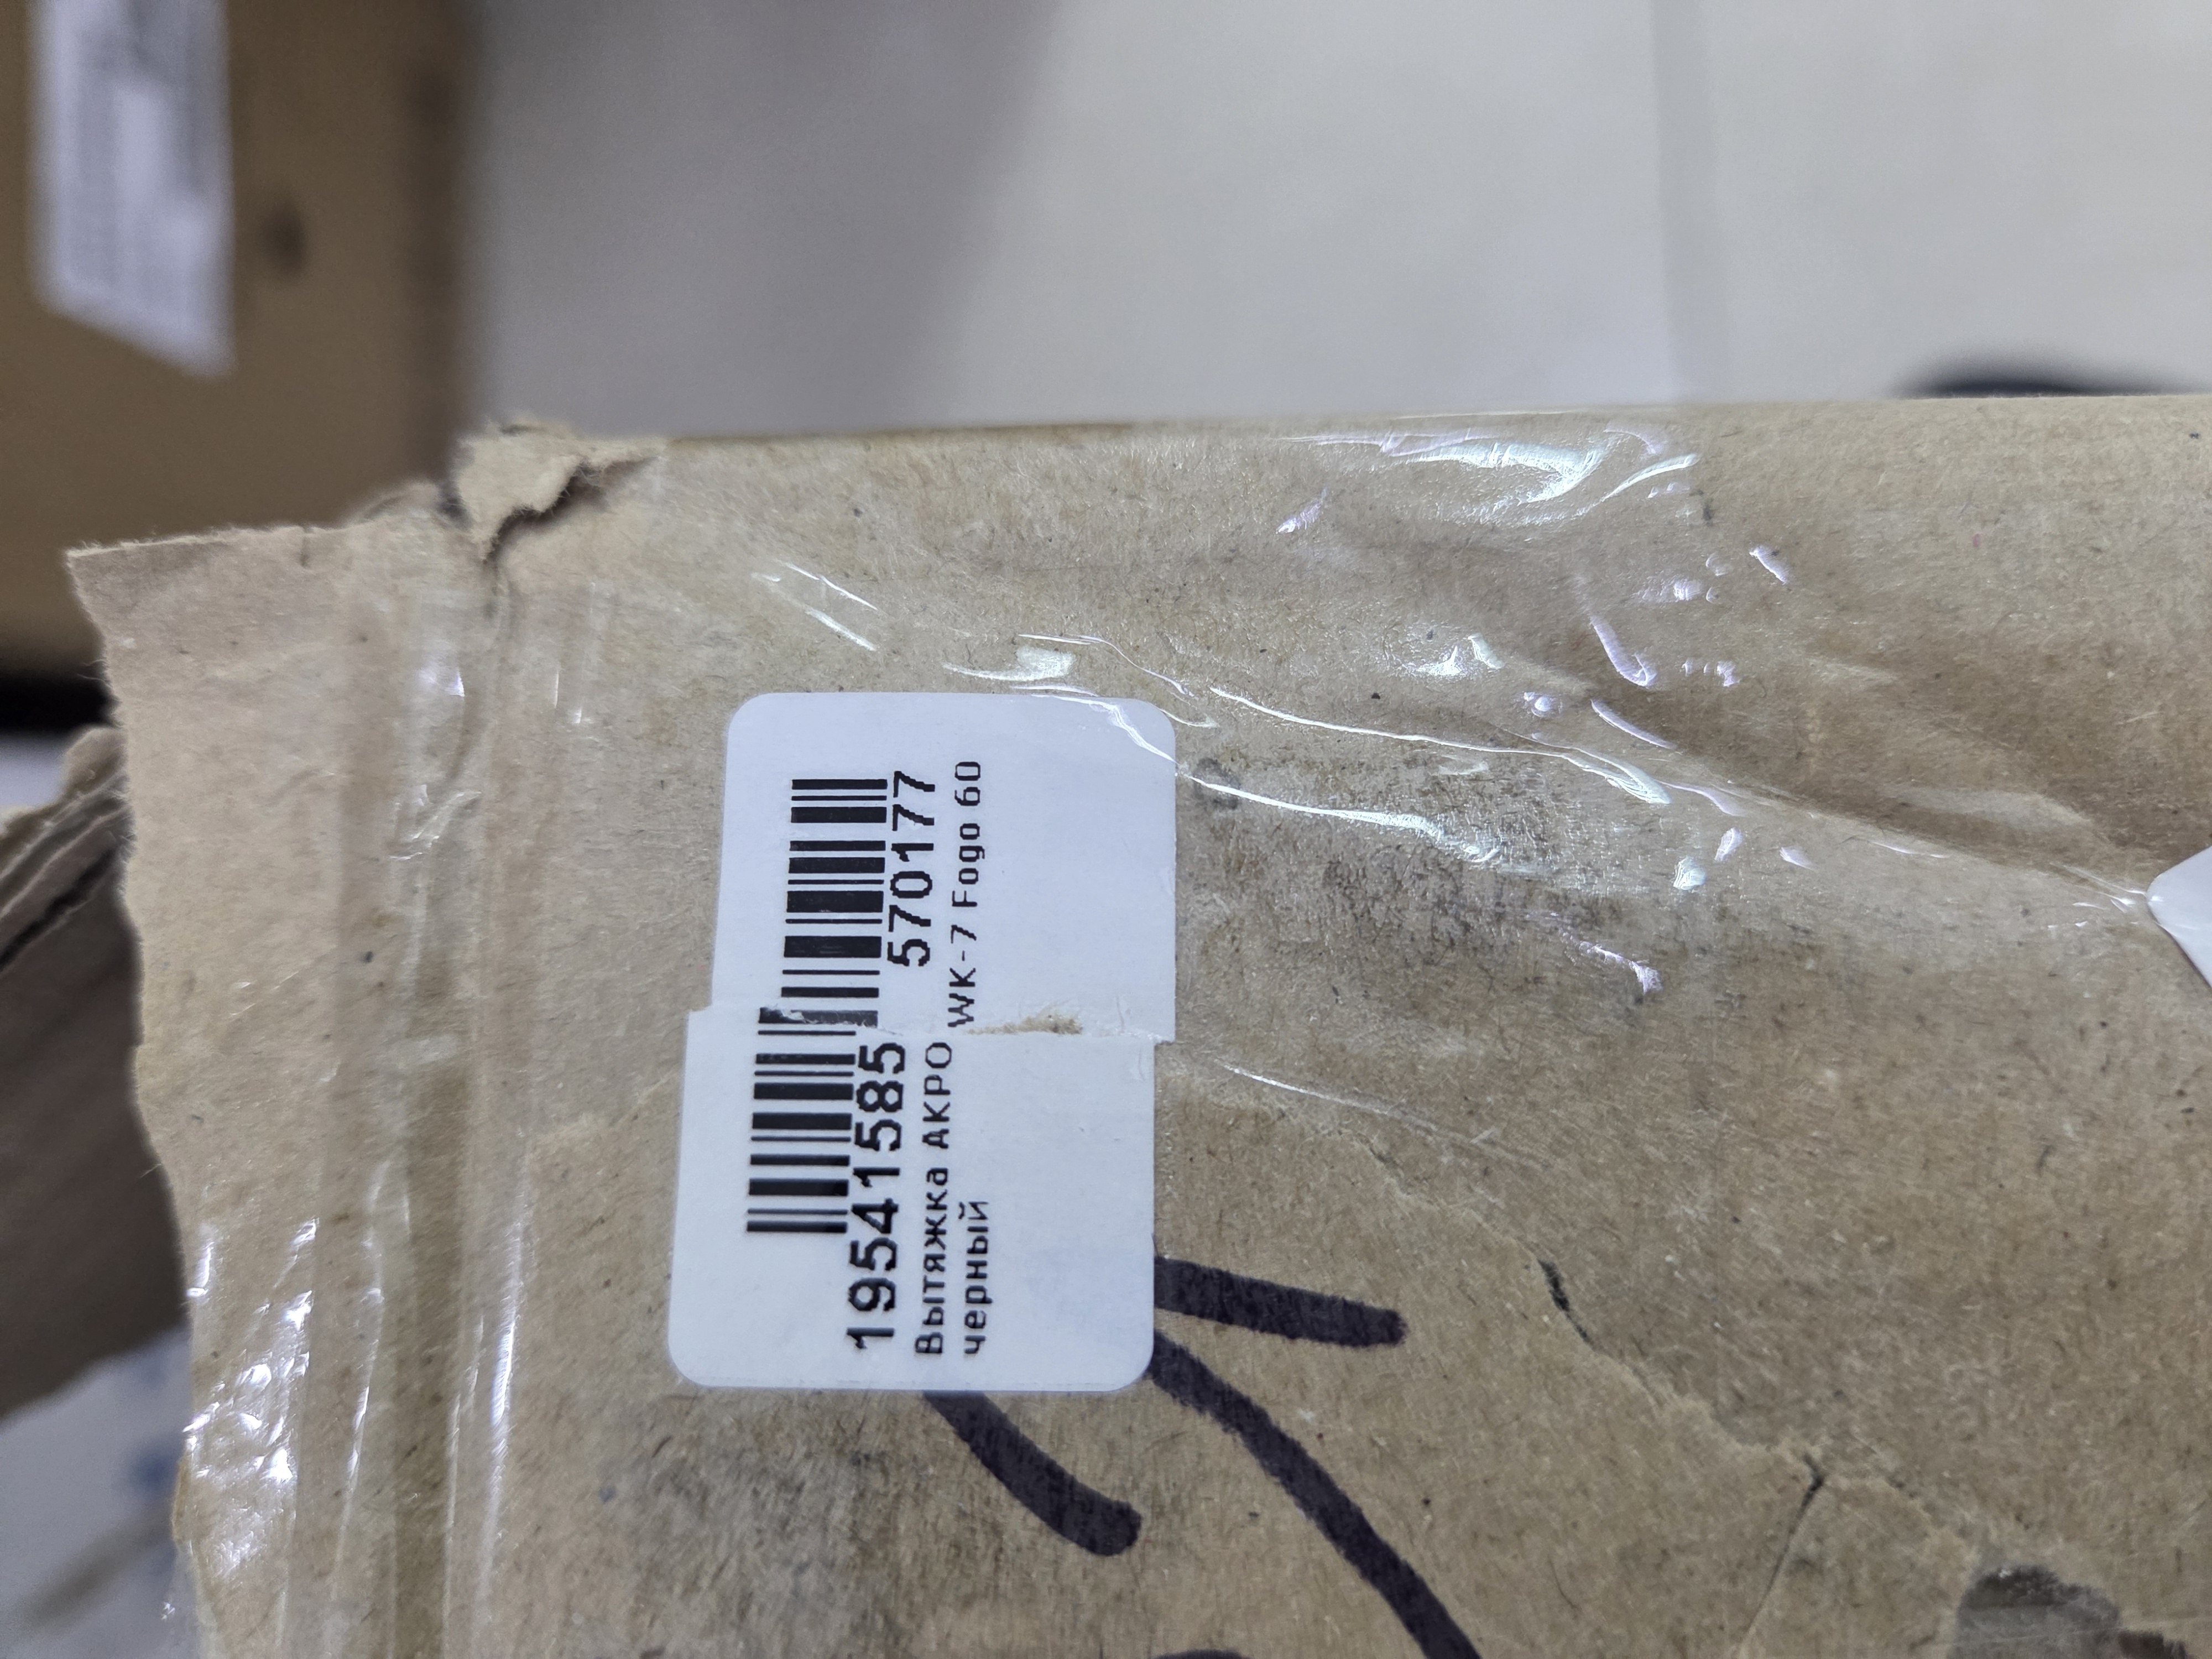 19541585 570177
Вытяжка АКРО WK-7 Fogo 60
черный